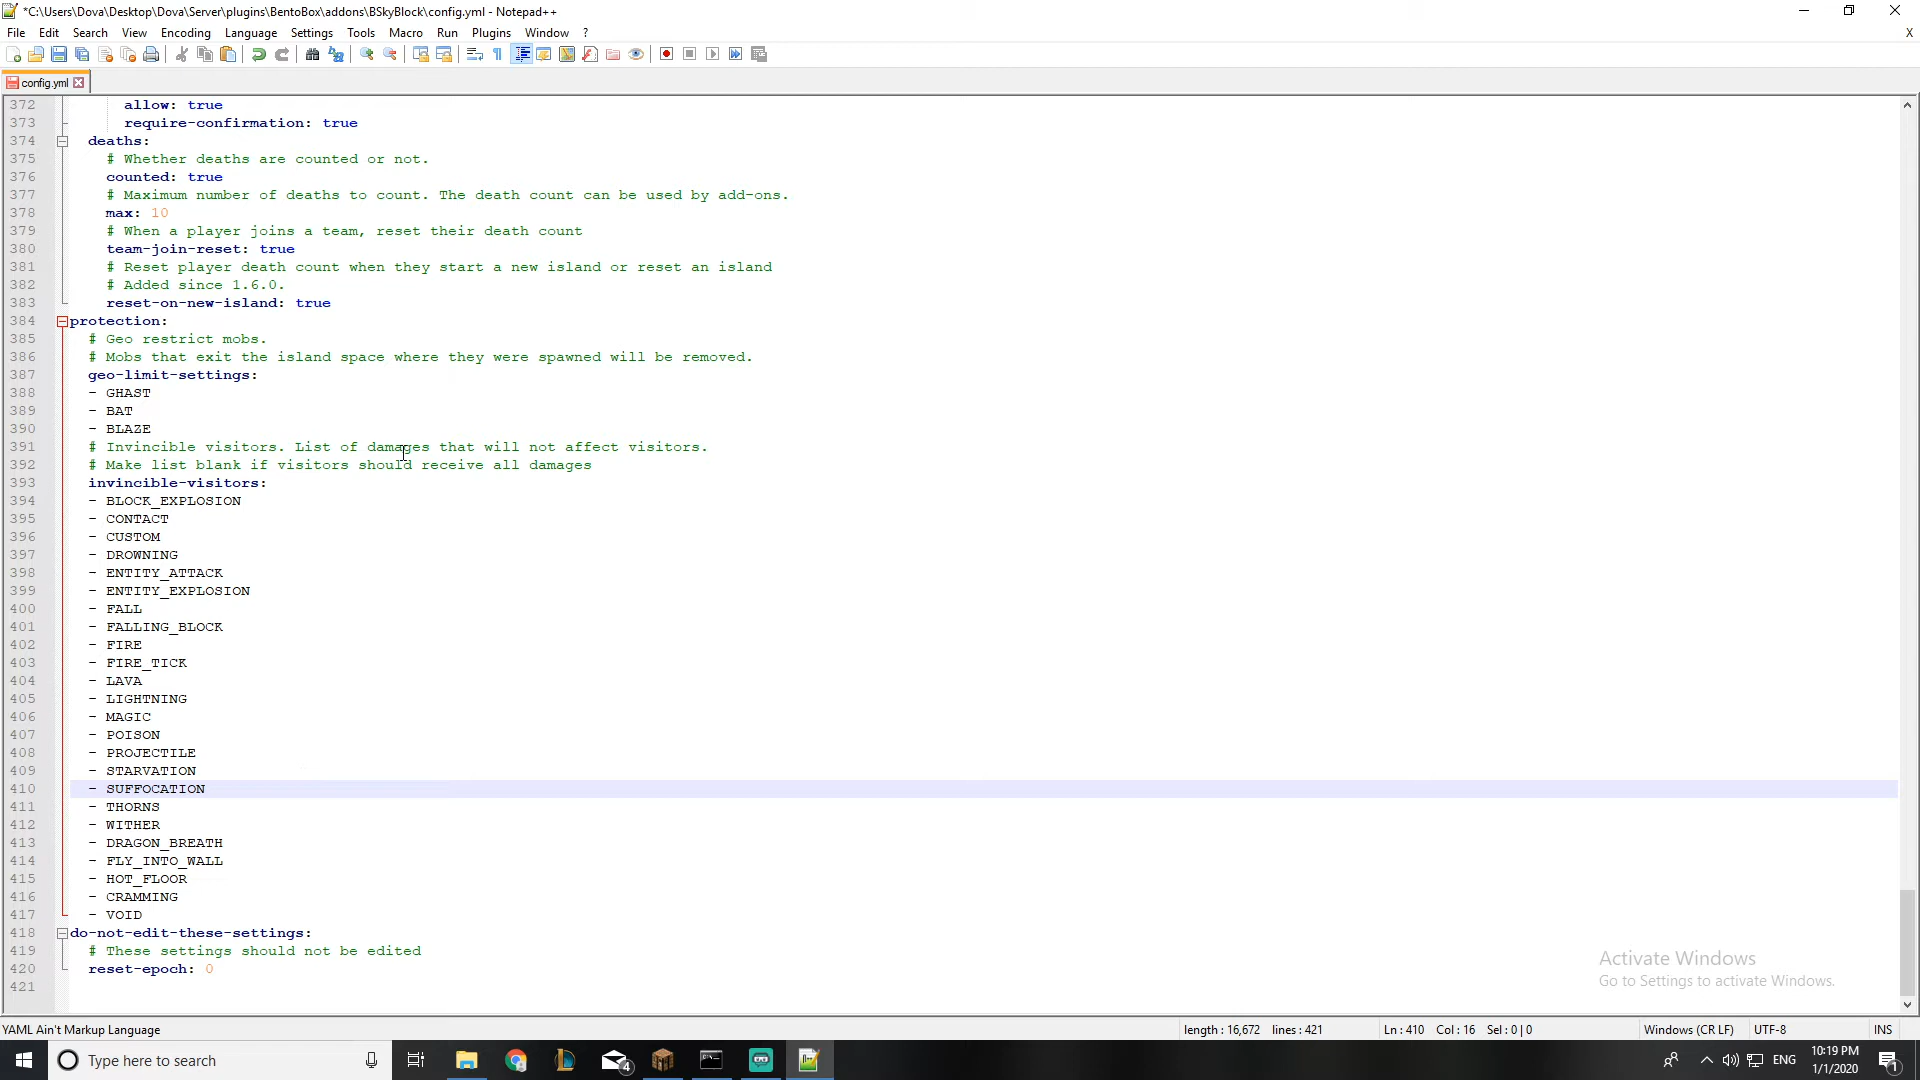 *C:\Users\Dova\Desktop\Dova\Server\plugins\BentoBox\addons\BSkyBlock\config.yml - Notepad++
File Edit Search View Encoding Language Settings Tools Macro Run Plugins Window ? X
config.yml
372 allow: true
373 require-confirmation: true
374 deaths:
375 # Whether deaths are counted or not.
376 counted: true
377 # Maximum number of deaths to count. The death count can be used by add-ons.
378 max: 10
379 # When a player joins a team, reset their death count
380 team-join-reset: true
381 # Reset player death count when they start a new island or reset an island
382 # Added since 1.6.0.
383 reset-on-new-island: true
384 protection:
385 # Geo restrict mobs.
386 # Mobs that exit the island space where they were spawned will be removed.
387 geo-limit-settings:
388 - GHAST
389 - BAT
390 - BLAZE
391 # Invincible visitors. List of damages that will not affect visitors.
392 # Make list blank if visitors should receive all damages
393 invincible-visitors:
394 - BLOCK_EXPLOSION
395 - CONTACT
396 - CUSTOM
397 - DROWNING
398 - ENTITY_ATTACK
399 - ENTITY_EXPLOSION
400 - FALL
401 - FALLING_BLOCK
402 - FIRE
403 - FIRE_TICK
404 - LAVA
405 - LIGHTNING
406 - MAGIC
407 - POISON
408 - PROJECTILE
409 - STARVATION
410 - SUFFOCATION
411 - THORNS
412 - WITHER
413 - DRAGON_BREATH
414 - FLY_INTO_WALL
415 - HOT_FLOOR
416 - CRAMMING
417 - VOID
418 do-not-edit-these-settings:
419 # These settings should not be edited
420 reset-epoch: 0
421
Activate Windows
Go to Settings to activate Windows.
YAML Ain't Markup Language length : 16,672 lines : 421 Ln : 410 Col : 16 Sel : 0 | 0 Windows (CR LF) UTF-8 INS
Type here to search 4 ENG 10:19 PM 1
1/1/2020